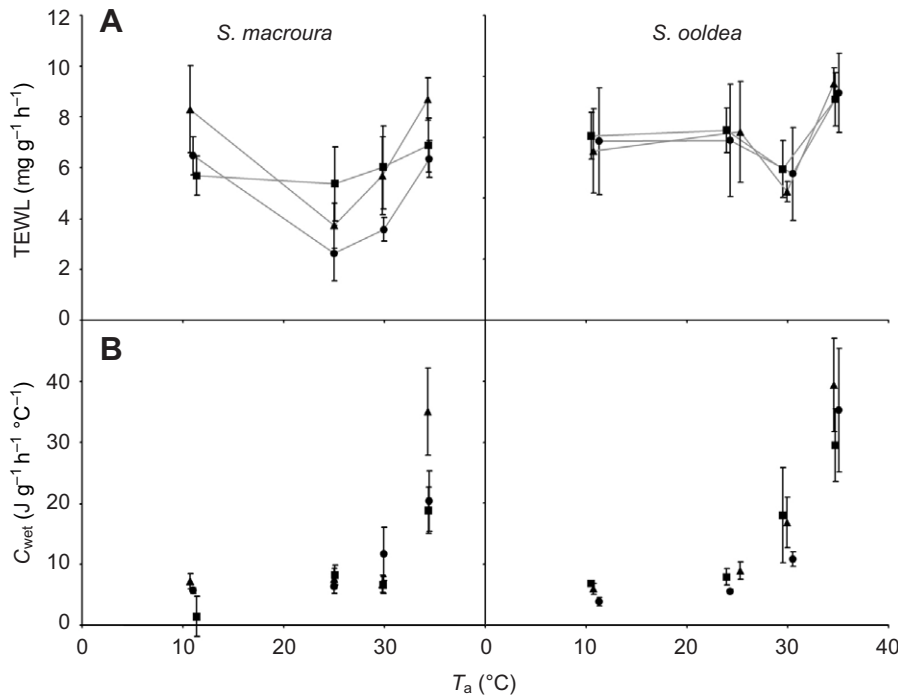 A
S. macroura
S. ooldea
12
10
8
6
4
2
0
TEWL (mg g⁻¹ h⁻¹)
B
40
30
20
10
0
C_wet (J g⁻¹ h⁻¹ °C⁻¹)
0 10 20 30 0 10 20 30 40
T_a (°C)